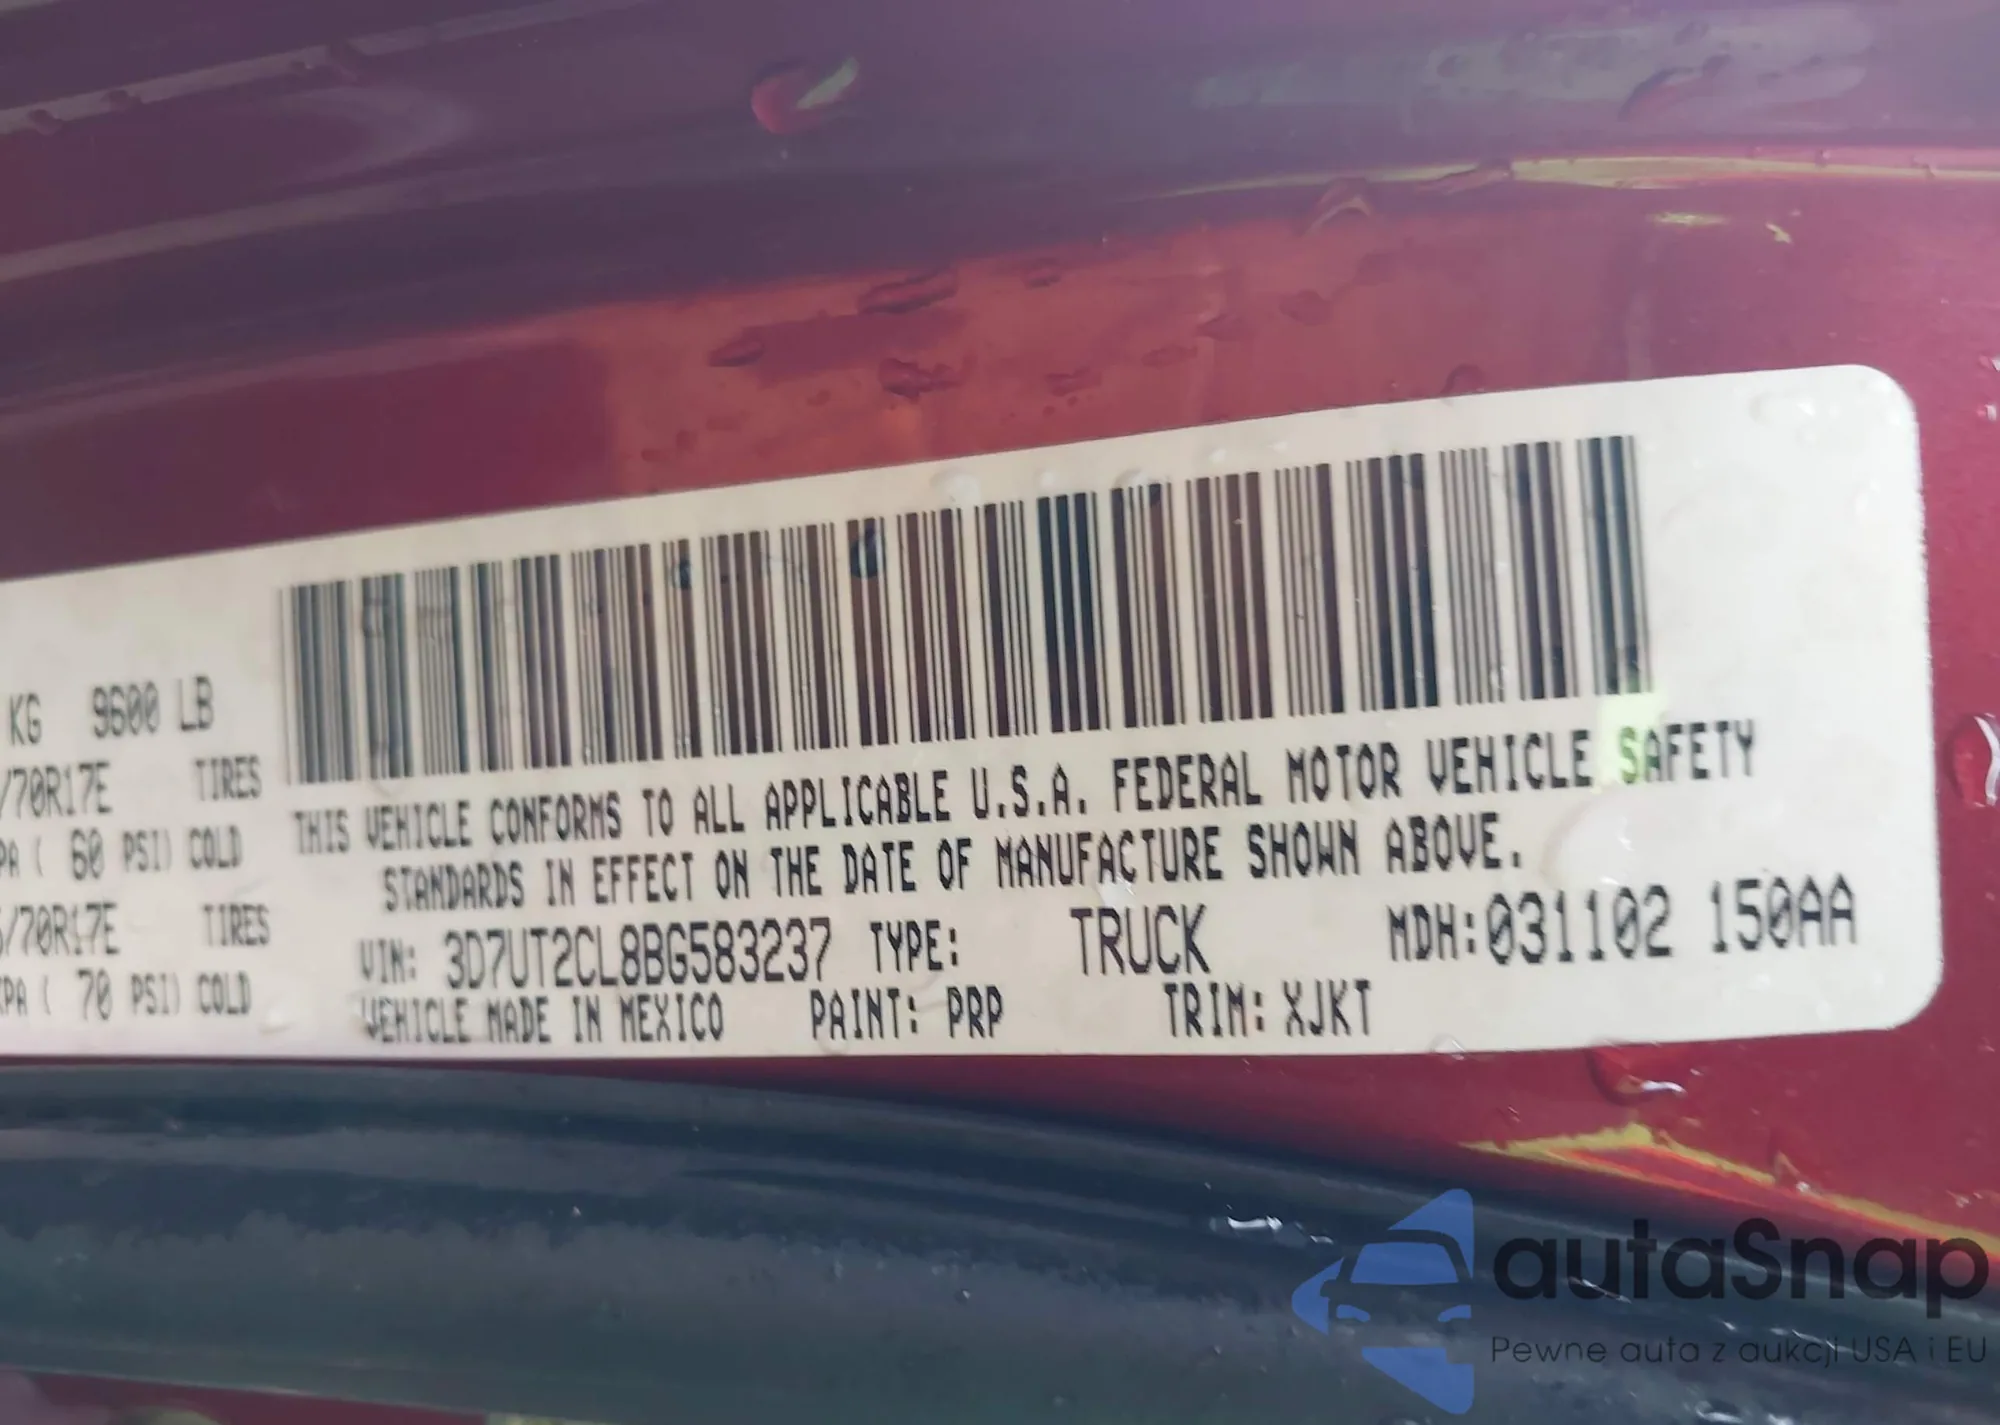 KG 9600 LB
/70R17E TIRES
PA ( 60 PSI) COLD
/70R17E TIRES
KPA ( 70 PSI) COLD
THIS VEHICLE CONFORMS TO ALL APPLICABLE U.S.A. FEDERAL MOTOR VEHICLE SAFETY
STANDARDS IN EFFECT ON THE DATE OF MANUFACTURE SHOWN ABOVE.
VIN: 3D7UT2CL8BG583237 TYPE: TRUCK MDH:031102 150AA
VEHICLE MADE IN MEXICO PAINT: PRP TRIM: XJKT
autaSnap
Pewne auta z aukcji USA i EU